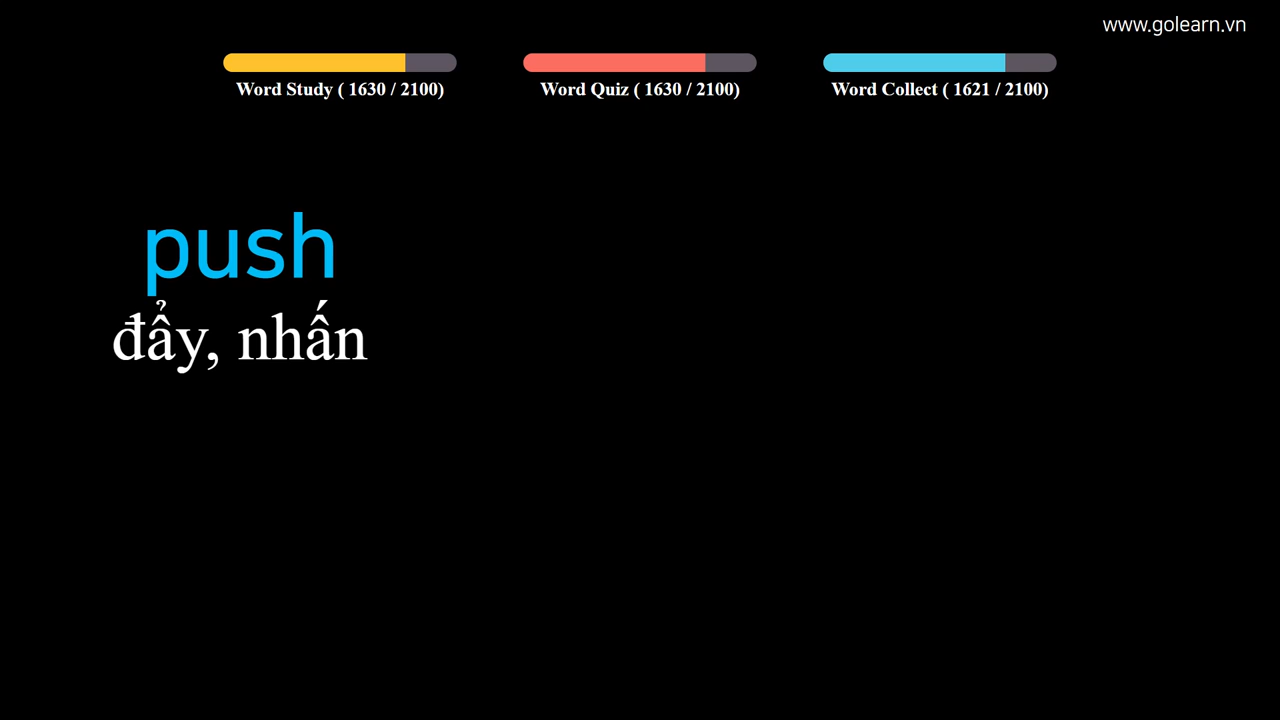 www.golearn.vn
Word Study ( 1630 / 2100)
Word Quiz ( 1630 / 2100)
Word Collect ( 1621 / 2100)
push
đẩy, nhấn